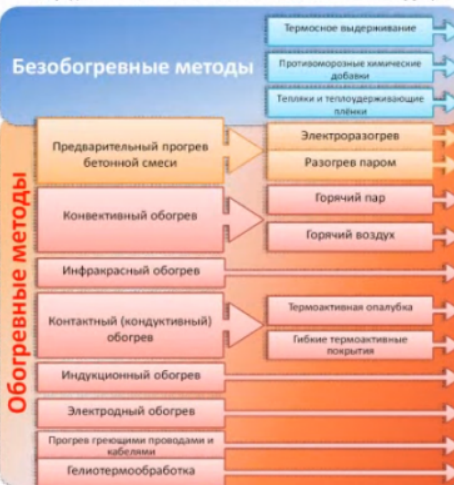 Безобогревные методы
Термосное выдерживание
Противоморозные химические
добавки
Тепляки и теплоудерживающие
плёнки
Обогревные методы
Предварительный прогрев
бетонной смеси
Электроразогрев
Разогрев паром
Конвективный обогрев
Горячий пар
Горячий воздух
Инфракрасный обогрев
Контактный (кондуктивный)
обогрев
Термоактивная опалубка
Гибкие термоактивные
покрытия
Индукционный обогрев
Электродный обогрев
Прогрев греющими проводами и
кабелями
Гелиотермообработка